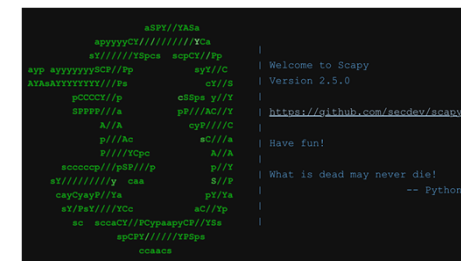 aSPY//YASa
apyyyyCY//////////YCa
sY//////YSpcs scpCY//Pp
ayp ayyyyyyySCP//Pp syY//C
AYAsAYYYYYYYY///Ps cY//S
pCCCCY//p cSSps y//Y
SPPPP///a pP///AC//Y
A//A cyP////C
p///Ac sC///a
P////YCpc A//A
scccccp///pSP///p p//Y
sY/////////y caa S//P
cayCyayP//Ya pY/Ya
sY/PsY////YCc aC//Yp
ac sccaCY//PCypaapyCP//YSs
spCPY//////YPSps
ccaacs
Welcome to Scapy
Version 2.5.0
https://github.com/secdev/scapy
Have fun!
What is dead may never die!
-- Python